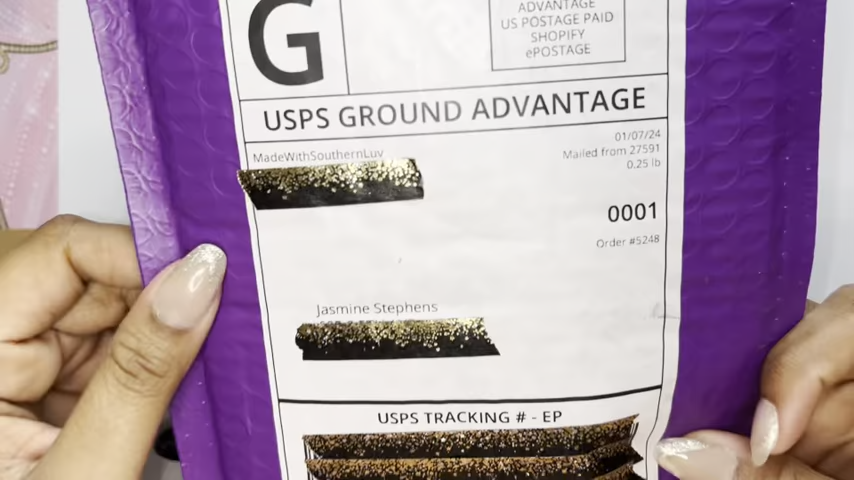 G
ADVANTAGE
US POSTAGE PAID
SHOPIFY
ePOSTAGE
USPS GROUND ADVANTAGE
MadeWithSouthernLuv
01/07/24
Mailed from 27591
0.25 lb
0001
Order #5248
Jasmine Stephens
USPS TRACKING # - EP